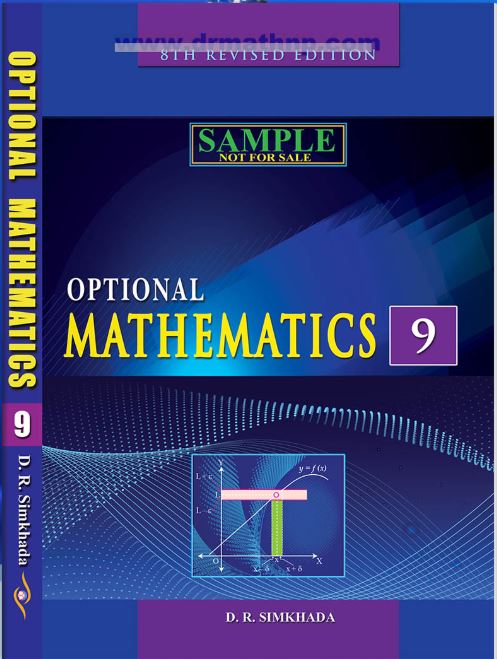 www.drmathnp.com
8TH REVISED EDITION
SAMPLE
NOT FOR SALE
OPTIONAL
MATHEMATICS 9
Y
y = f (x)
L+ε
L
L-ε
O
x - δ
x
x + δ
X
D. R. SIMKHADA
OPTIONAL MATHEMATICS
9
D. R. Simkhada